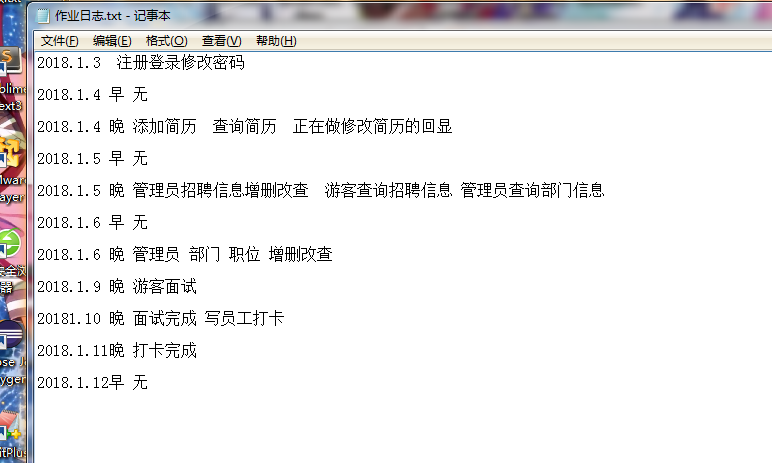 作业日志.txt - 记事本
文件(F) 编辑(E) 格式(O) 查看(V) 帮助(H)
2018.1.3  注册登录修改密码
2018.1.4 早 无
2018.1.4 晚 添加简历  查询简历  正在做修改简历的回显
2018.1.5 早 无
2018.1.5 晚 管理员招聘信息增删改查  游客查询招聘信息 管理员查询部门信息
2018.1.6 早 无
2018.1.6 晚 管理员 部门 职位 增删改查
2018.1.9 晚 游客面试
20181.10 晚 面试完成 写员工打卡
2018.1.11晚 打卡完成
2018.1.12早 无
ext3
ayer
器